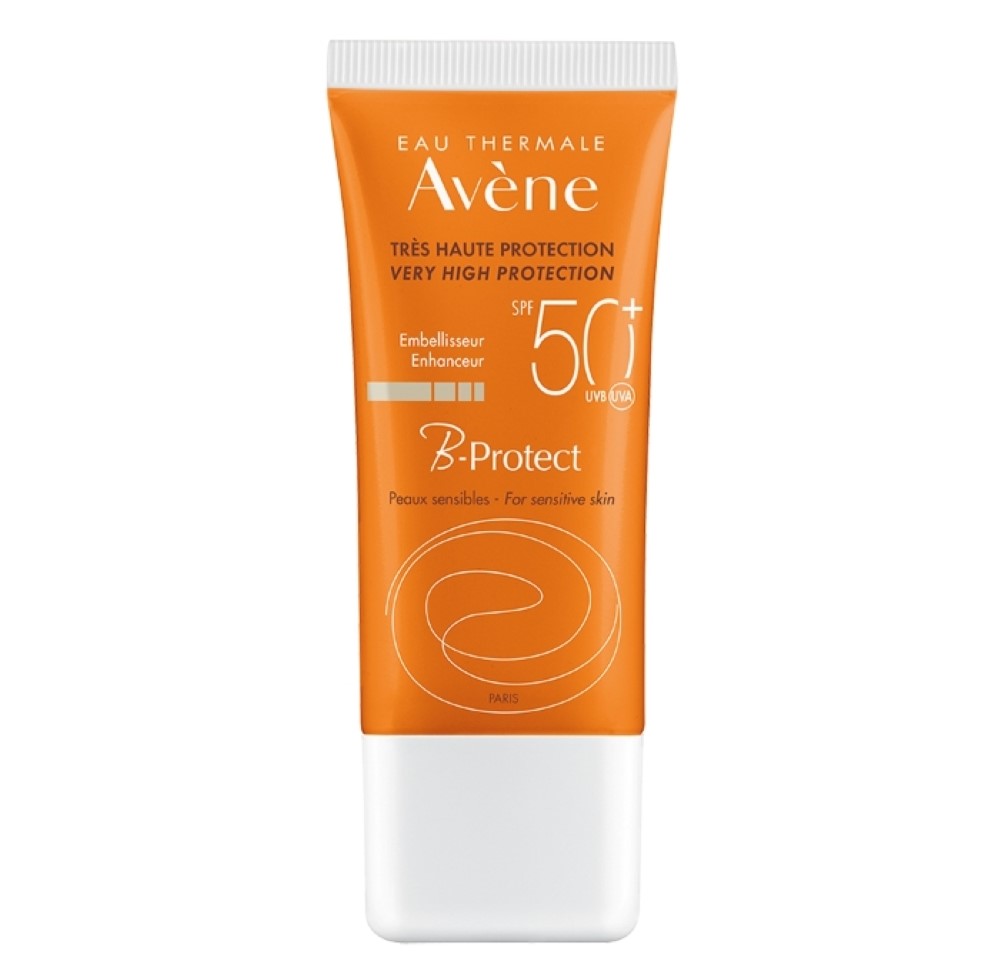 EAU THERMALE
Avène
TRÈS HAUTE PROTECTION
VERY HIGH PROTECTION
SPF 50+
Embellisseur
Enhanceur
UVB UVA
B-Protect
Peaux sensibles - For sensitive skin
PARIS